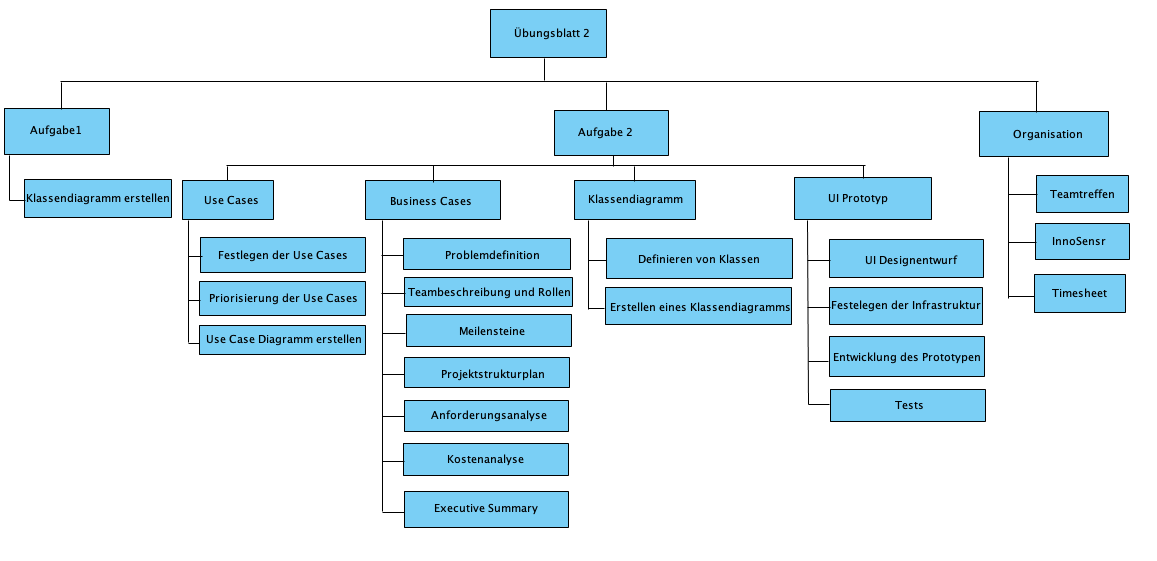 Übungsblatt 2
Aufgabe1
Aufgabe 2
Organisation
Klassendiagramm erstellen
Use Cases
Festlegen der Use Cases
Priorisierung der Use Cases
Use Case Diagramm erstellen
Business Cases
Problemdefinition
Teambeschreibung und Rollen
Meilensteine
Projektstrukturplan
Anforderungsanalyse
Kostenanalyse
Executive Summary
Klassendiagramm
Definieren von Klassen
Erstellen eines Klassendiagramms
UI Prototyp
UI Designentwurf
Festelegen der Infrastruktur
Entwicklung des Prototypen
Tests
Teamtreffen
InnoSensr
Timesheet